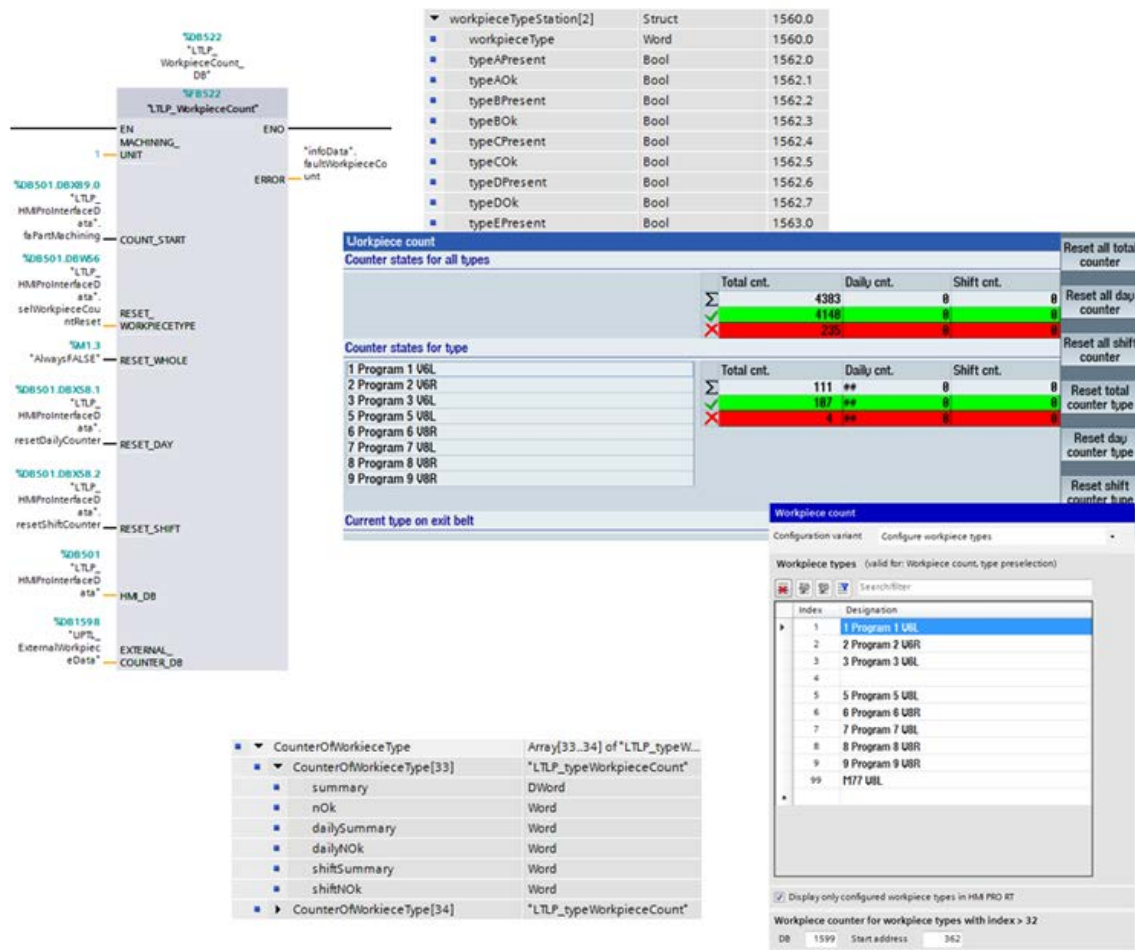 %DB522
"LTLP_
WorkpieceCount_
DB"
%FB522
"LTLP_WorkpieceCount"
EN
ENO
MACHINING_
1
UNIT
"infoData".
faultWorkpieceCo
unt
ERROR
%DB501.DBX89.0
"LTLP_
HMIProInterfaceD
ata".
faPartMachining
COUNT_START
%DB501.DBW56
"LTLP_
HMIProInterfaceD
ata".
selWorkpieceCou
ntReset
RESET_
WORKPIECETYPE
%M1.3
"AlwaysFALSE"
RESET_WHOLE
%DB501.DBX58.1
"LTLP_
HMIProInterfaceD
ata".
resetDailyCounter
RESET_DAY
%DB501.DBX58.2
"LTLP_
HMIProInterfaceD
ata".
resetShiftCounter
RESET_SHIFT
%DB501
"LTLP_
HMIProInterfaceD
ata"
HMI_DB
%DB1598
"UPTL_
ExternalWorkpiec
eData"
EXTERNAL_
COUNTER_DB
workpieceTypeStation[2] Struct 1560.0
workpieceType Word 1560.0
typeAPresent Bool 1562.0
typeAOk Bool 1562.1
typeBPresent Bool 1562.2
typeBOk Bool 1562.3
typeCPresent Bool 1562.4
typeCOk Bool 1562.5
typeDPresent Bool 1562.6
typeDOk Bool 1562.7
typeEPresent Bool 1563.0
Workpiece count
Counter states for all types
Total cnt. Daily cnt. Shift cnt.
Σ 4383 0 0
4148 0 0
235 0 0
Counter states for type
1 Program 1 V6L
2 Program 2 V6R
3 Program 3 V6L
5 Program 5 V8L
6 Program 6 V8R
7 Program 7 V8L
8 Program 8 V8R
9 Program 9 V8R
Total cnt. Daily cnt. Shift cnt.
Σ 111 ## 0 0
107 ## 0 0
4 ## 0 0
Current type on exit belt
Reset all total
counter
Reset all day
counter
Reset all shift
counter
Reset total
counter type
Reset day
counter type
Reset shift
counter type
Workpiece count
Configuration variant Configure workpiece types
Workpiece types (valid for: Workpiece count, type preselection)
Search/filter
Index Designation
1 1 Program 1 V6L
2 2 Program 2 V6R
3 3 Program 3 V6L
4
5 5 Program 5 V8L
6 6 Program 6 V8R
7 7 Program 7 V8L
8 8 Program 8 V8R
9 9 Program 9 V8R
99 M77 V8L
Display only configured workpiece types in HMI PRO RT
Workpiece counter for workpiece types with index > 32
DB 1599 Start address 362
CounterOfWorkieceType Array[33..34] of "LTLP_typeW...
CounterOfWorkieceType[33] "LTLP_typeWorkpieceCount"
summary DWord
nOk Word
dailySummary Word
dailyNOk Word
shiftSummary Word
shiftNOk Word
CounterOfWorkieceType[34] "LTLP_typeWorkpieceCount"